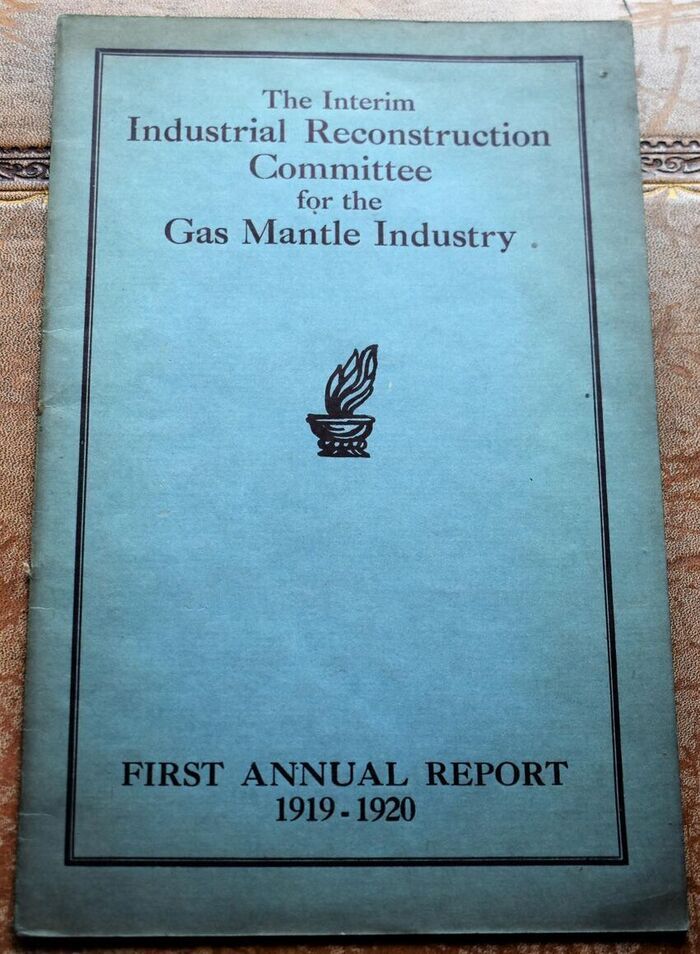 The Interim
Industrial Reconstruction
Committee
for the
Gas Mantle Industry
FIRST ANNUAL REPORT
1919-1920